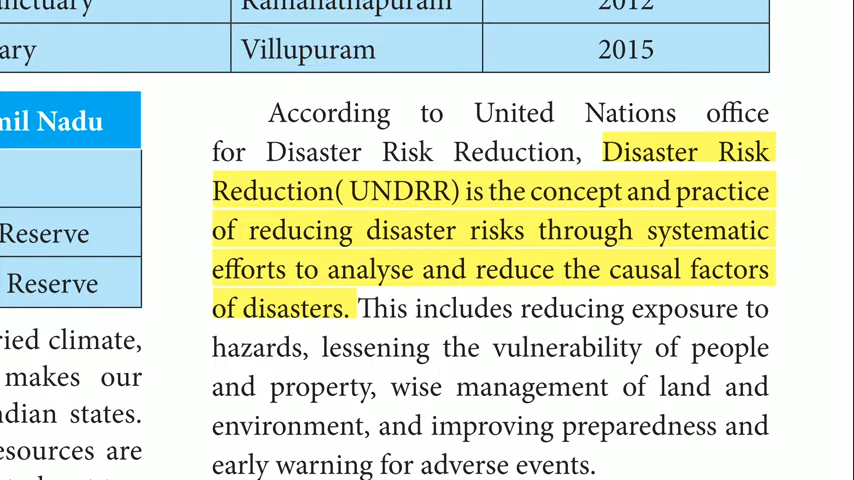 Ramanathapuram 2012
ary Villupuram 2015
mil Nadu
Reserve
Reserve
ried climate,
makes our
ndian states.
esources are
According to United Nations office
for Disaster Risk Reduction, Disaster Risk
Reduction( UNDRR) is the concept and practice
of reducing disaster risks through systematic
efforts to analyse and reduce the causal factors
of disasters. This includes reducing exposure to
hazards, lessening the vulnerability of people
and property, wise management of land and
environment, and improving preparedness and
early warning for adverse events.